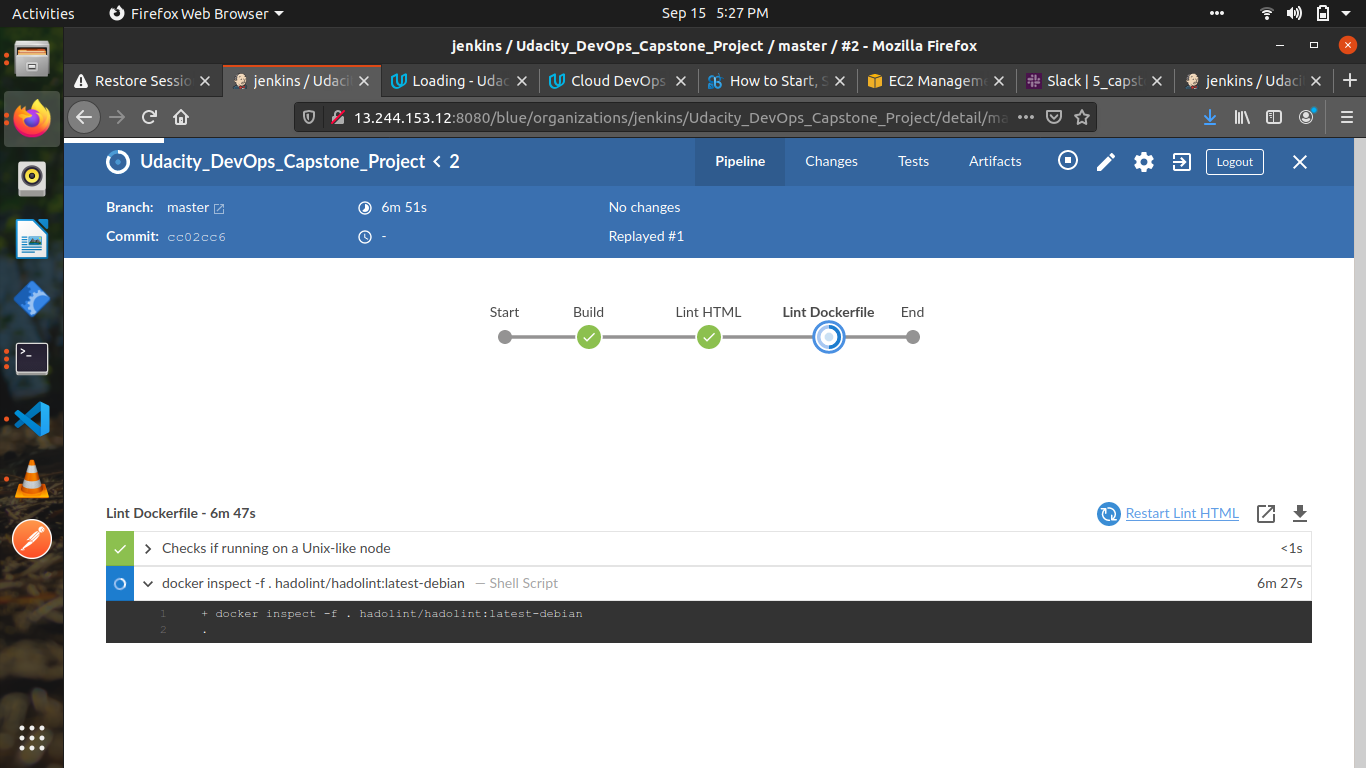 Activities
Firefox Web Browser
Sep 15 5:27 PM
jenkins / Udacity_DevOps_Capstone_Project / master / #2 - Mozilla Firefox
Restore Sessio
jenkins / Udaci
Loading - Udac
Cloud DevOps
How to Start, S
EC2 Managem
Slack | 5_capst
jenkins / Udaci
13.244.153.12:8080/blue/organizations/jenkins/Udacity_DevOps_Capstone_Project/detail/ma
Udacity_DevOps_Capstone_Project < 2
Pipeline
Changes
Tests
Artifacts
Logout
Branch: master
6m 51s
No changes
Commit: cc02cc6
-
Replayed #1
Start
Build
Lint HTML
Lint Dockerfile
End
Lint Dockerfile - 6m 47s
Restart Lint HTML
Checks if running on a Unix-like node
<1s
docker inspect -f . hadolint/hadolint:latest-debian — Shell Script
6m 27s
1 + docker inspect -f . hadolint/hadolint:latest-debian
2 .